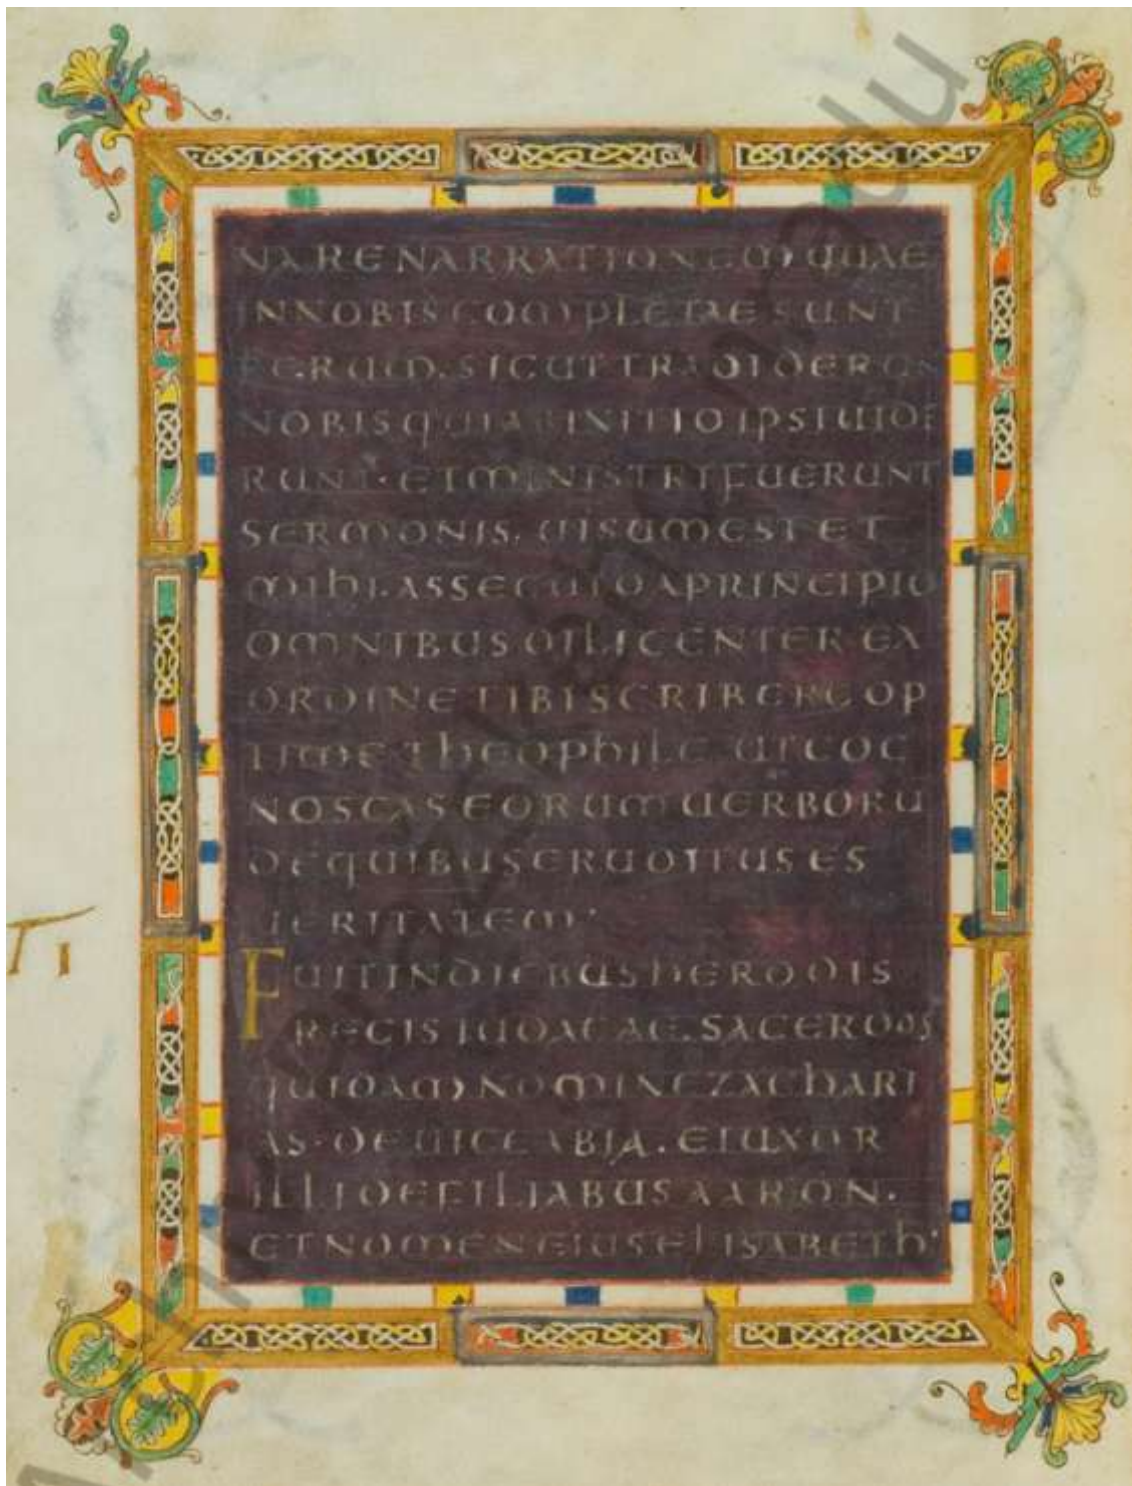 NARE NARRATIONEM QUAE
IN NOBIS COMPLETAE SUNT
RERUM. SICUT TRADIDERUN
NOBIS QUI AB INITIO IPSI UIDE
RUNT. ET MINISTRI FUERUNT
SERMONIS. UISUM EST ET
MIHI. ASSECUTO A PRINCIPIO
OMNIBUS DILIGENTER EX
ORDINE TIBI SCRIBERE OP
TIME THEOPHILE UT COG
NOSCAS EORUM UERBORU
DE QUIBUS ERUDITUS ES
UERITATEM.
TI
FUIT IN DIEBUS HERODIS
REGIS IUDAEAE. SACERDOS
QUIDAM NOMINE ZACHARI
AS. DE UICE ABIA. ET UXOR
ILLI DE FILIABUS AARON.
ET NOMEN EIUS ELISABETH.